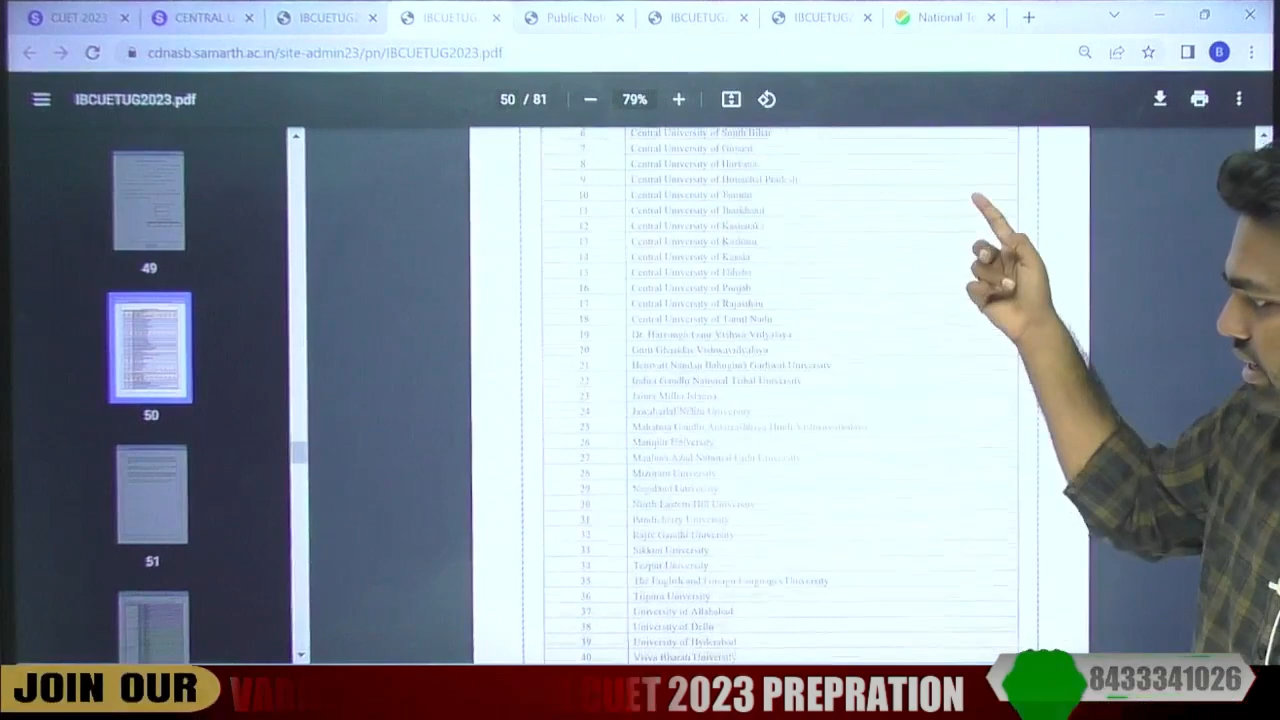 CUET 2023
CENTRAL U
IBCUETUG2
IBCUETUG
Public-Not
IBCUETUG
IBCUETUG
National Te
cdnasb.samarth.ac.in/site-admin23/pn/IBCUETUG2023.pdf
B
IBCUETUG2023.pdf
50 / 81
79%
6 Central University of South Bihar
7 Central University of Gujarat
8 Central University of Haryana
9 Central University of Himachal Pradesh
10 Central University of Jammu
11 Central University of Jharkhand
12 Central University of Karnataka
13 Central University of Kashmir
14 Central University of Kerala
15 Central University of
16 Central University of Punjab
17 Central University of Rajasthan
18 Central University of Tamil Nadu
19 Dr. Harisingh Gour Vishwa Vidyalaya
20 Guru Ghasidas Vishwavidyalaya
21 Hemvati Nandan Bahuguna Garhwal University
22 Indira Gandhi National Tribal University
23 Jamia Millia Islamia
24 Jawaharlal Nehru University
25 Mahatma Gandhi Antarrashtriya Hindi Vishwavidyalaya
26 Manipur University
27 Maulana Azad National Urdu University
28 Mizoram University
29 Nagaland University
30 North Eastern Hill University
31 Pondicherry University
32 Rajiv Gandhi University
33 Sikkim University
34 Tezpur University
35 The English and Foreign Languages University
36 Tripura University
37 University of Allahabad
38 University of Delhi
39 University of Hyderabad
40 Visva Bharati University
49
50
51
JOIN OUR
CUET 2023 PREPRATION
8433341026